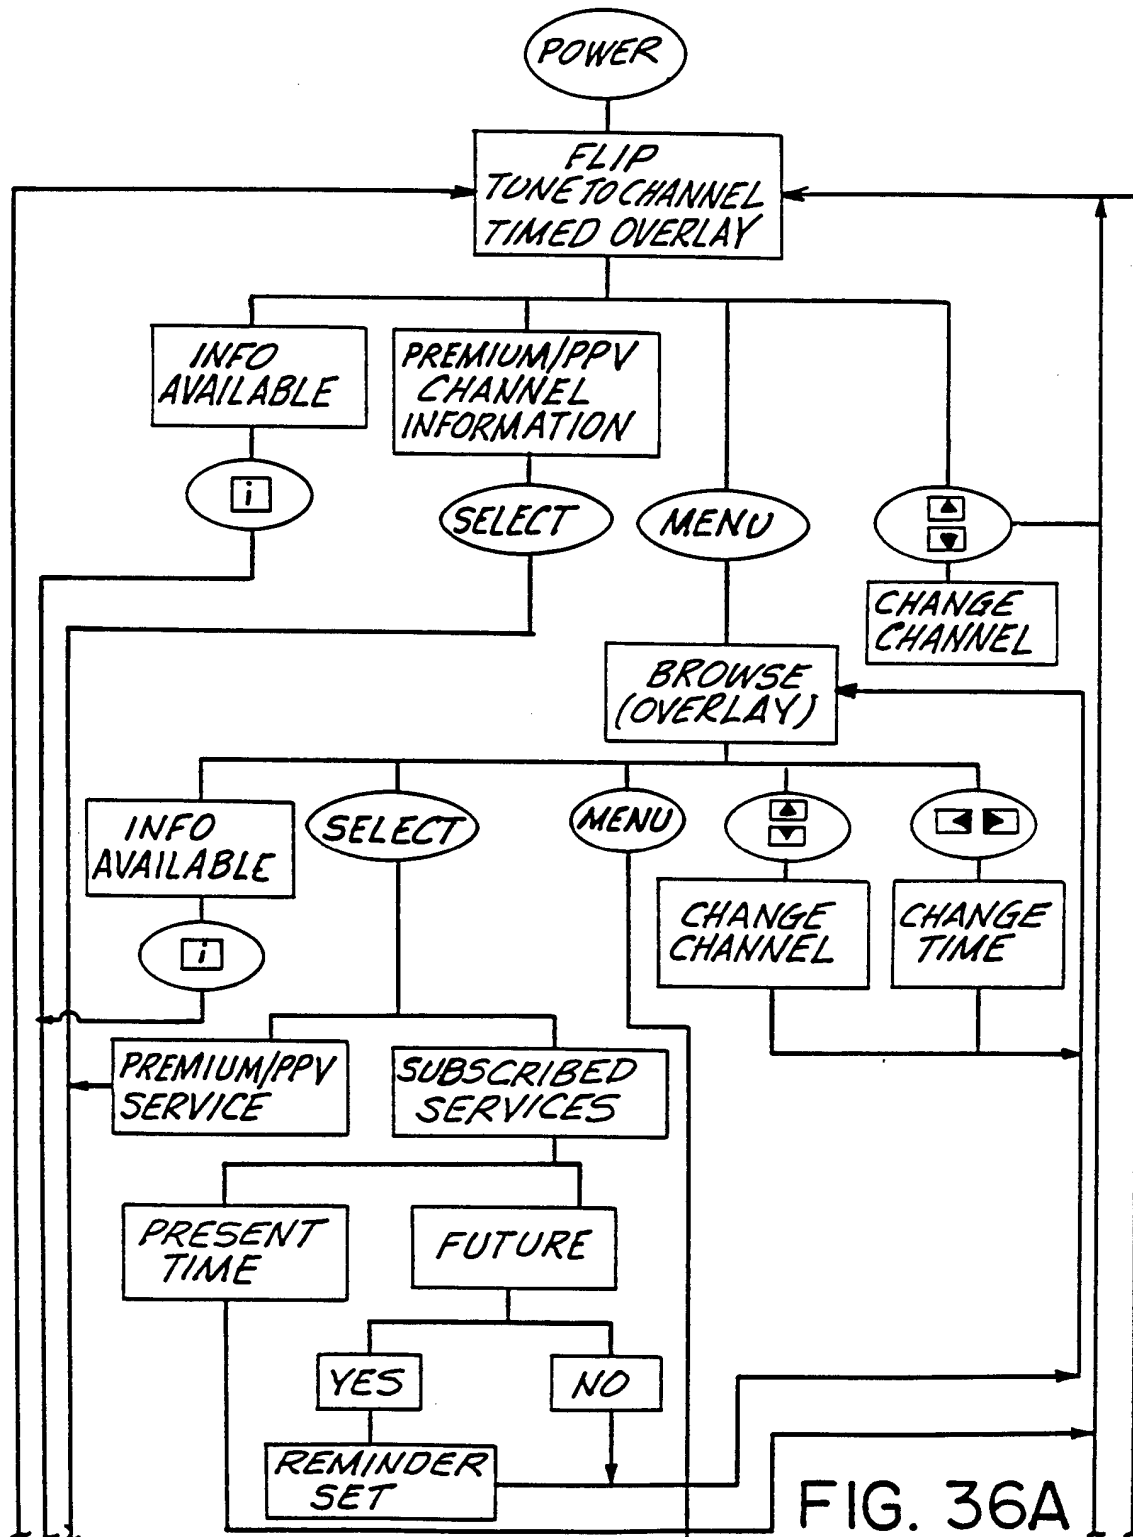 POWER
FLIP
TUNE TO CHANNEL
TIMED OVERLAY
INFO
AVAILABLE
PREMIUM/PPV
CHANNEL
INFORMATION
i
SELECT
MENU
CHANGE
CHANNEL
BROWSE
(OVERLAY)
INFO
AVAILABLE
SELECT
MENU
i
CHANGE
CHANNEL
CHANGE
TIME
PREMIUM/PPV
SERVICE
SUBSCRIBED
SERVICES
PRESENT
TIME
FUTURE
YES
NO
REMINDER
SET
FIG. 36A